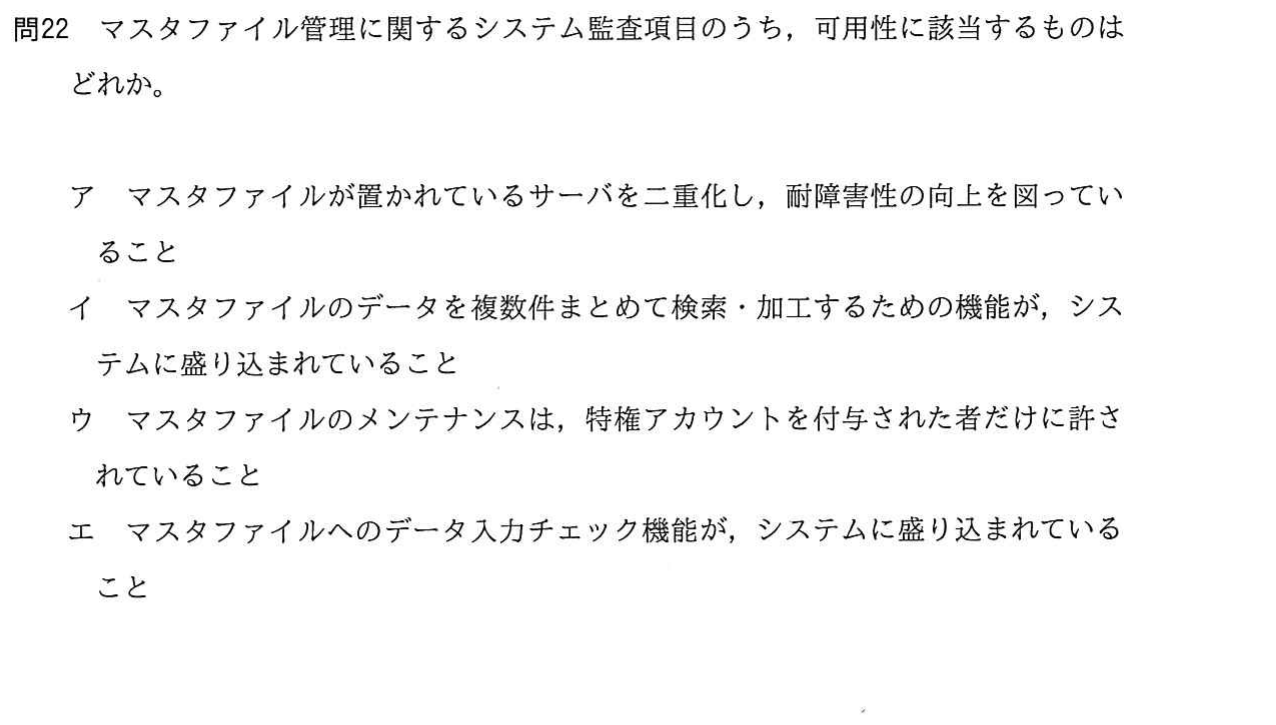 問22 マスタファイル管理に関するシステム監査項目のうち，可用性に該当するものは
どれか。
ア マスタファイルが置かれているサーバを二重化し，耐障害性の向上を図ってい
ること
イ マスタファイルのデータを複数件まとめて検索・加工するための機能が，シス
テムに盛り込まれていること
ウ マスタファイルのメンテナンスは，特権アカウントを付与された者だけに許さ
れていること
エ マスタファイルへのデータ入力チェック機能が，システムに盛り込まれている
こと